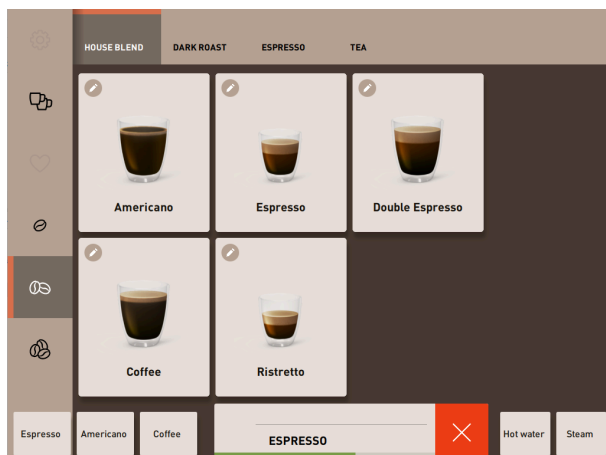 HOUSE BLEND DARK ROAST ESPRESSO TEA
Americano Espresso Double Espresso
Coffee Ristretto
Espresso Americano Coffee ESPRESSO Hot water Steam